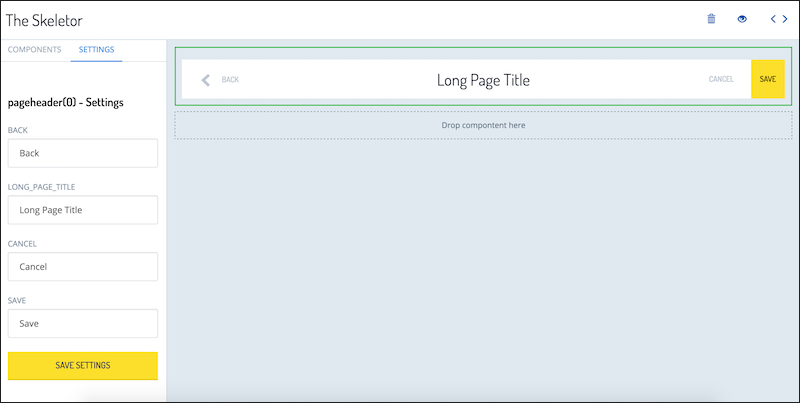 The Skeletor
COMPONENTS SETTINGS
pageheader(0) - Settings
BACK
Back
LONG_PAGE_TITLE
Long Page Title
CANCEL
Cancel
SAVE
Save
SAVE SETTINGS
BACK Long Page Title CANCEL SAVE
Drop compontent here